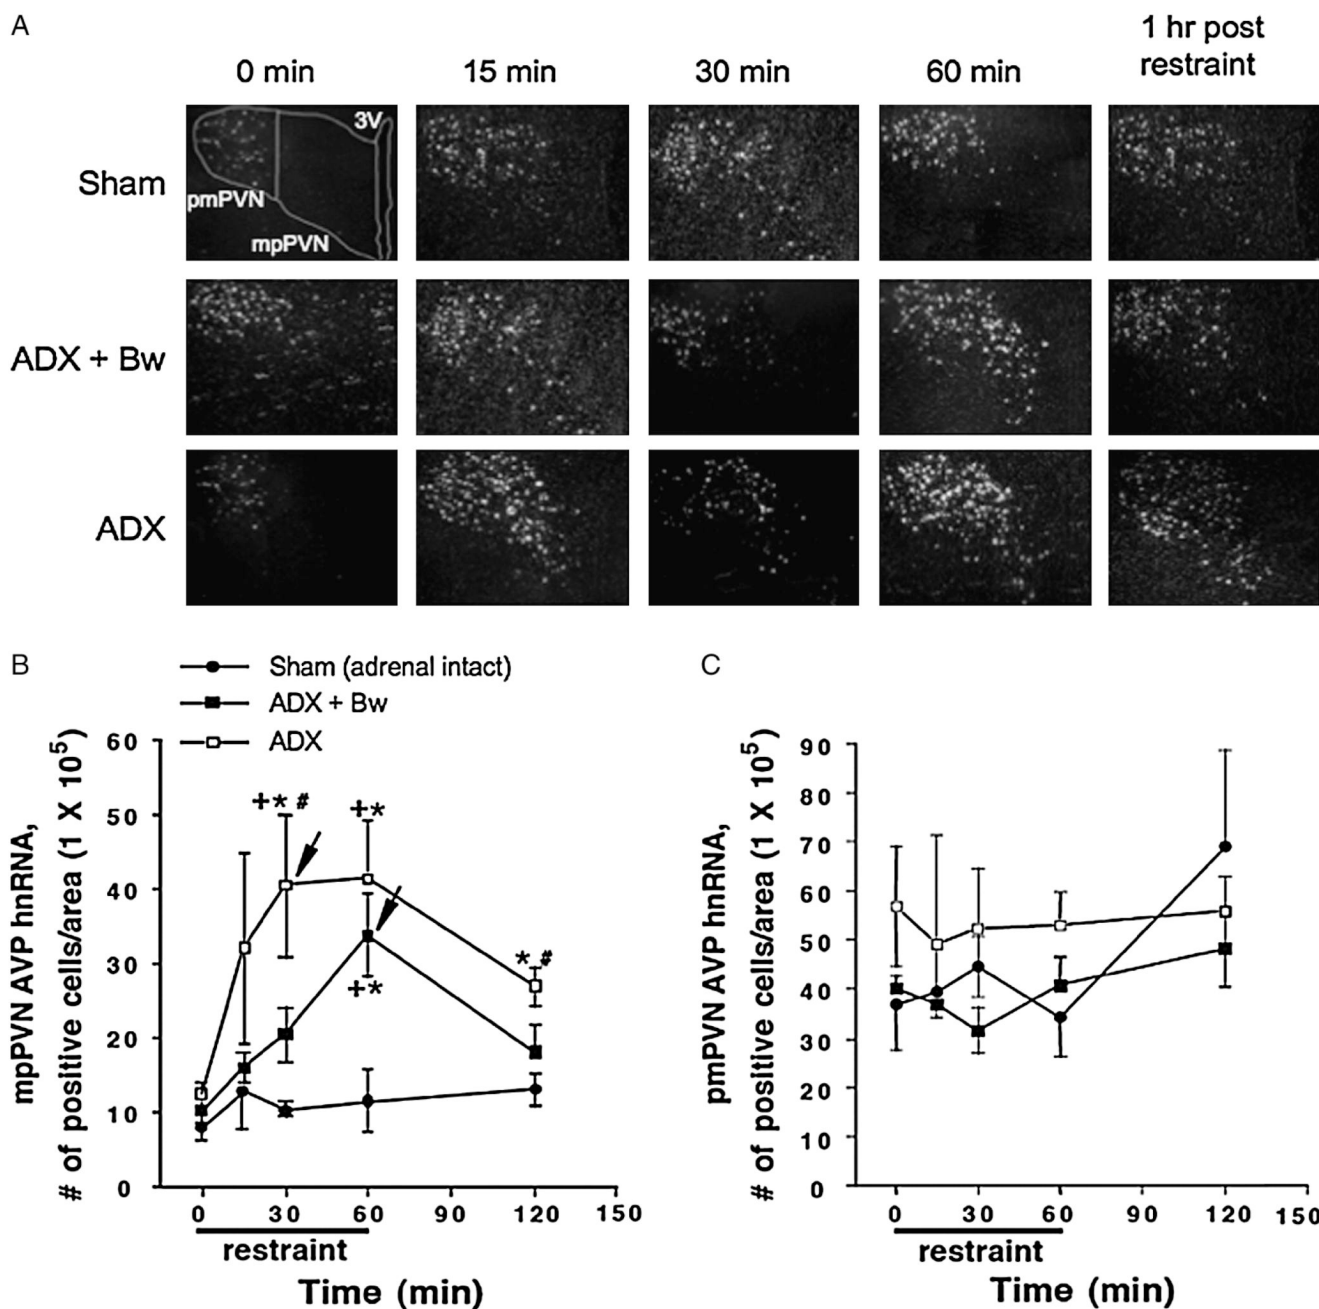 A
0 min
15 min
30 min
60 min
1 hr post
restraint
Sham
3V
pmPVN
mpPVN
ADX + Bw
ADX
B
Sham (adrenal intact)
ADX + Bw
ADX
mpPVN AVP hnRNA,
# of positive cells/area (1 X 10⁵)
60
50
40
30
20
10
0
+* #
+*
+*
* #
0 30 60 90 120 150
restraint
Time (min)
C
pmPVN AVP hnRNA,
# of positive cells/area (1 X 10⁵)
90
80
70
60
50
40
30
20
10
0
0 30 60 90 120 150
restraint
Time (min)